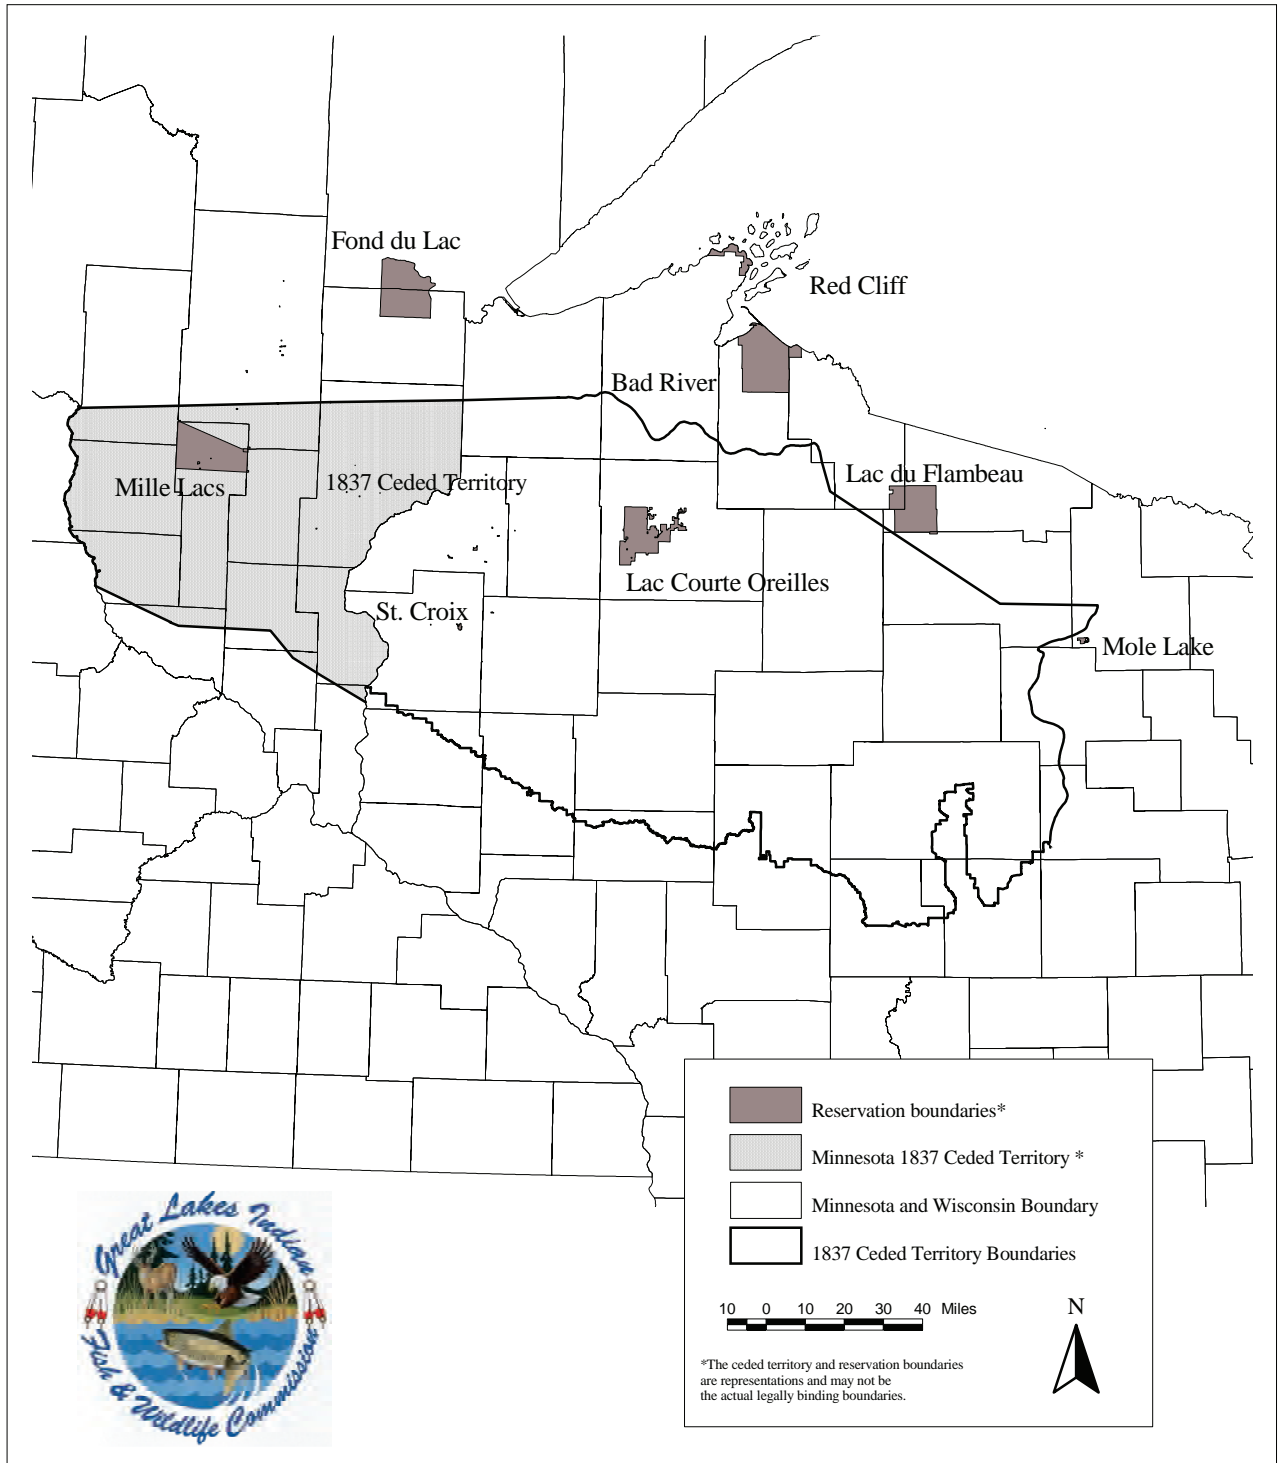 Fond du Lac
Red Cliff
Bad River
Lac du Flambeau
Mille Lacs
1837 Ceded Territory
Lac Courte Oreilles
St. Croix
Mole Lake
Reservation boundaries*
Minnesota 1837 Ceded Territory *
Minnesota and Wisconsin Boundary
1837 Ceded Territory Boundaries
10 0 10 20 30 40 Miles
N
*The ceded territory and reservation boundaries
are representations and may not be
the actual legally binding boundaries.
Great Lakes Indian
Fish & Wildlife Commission